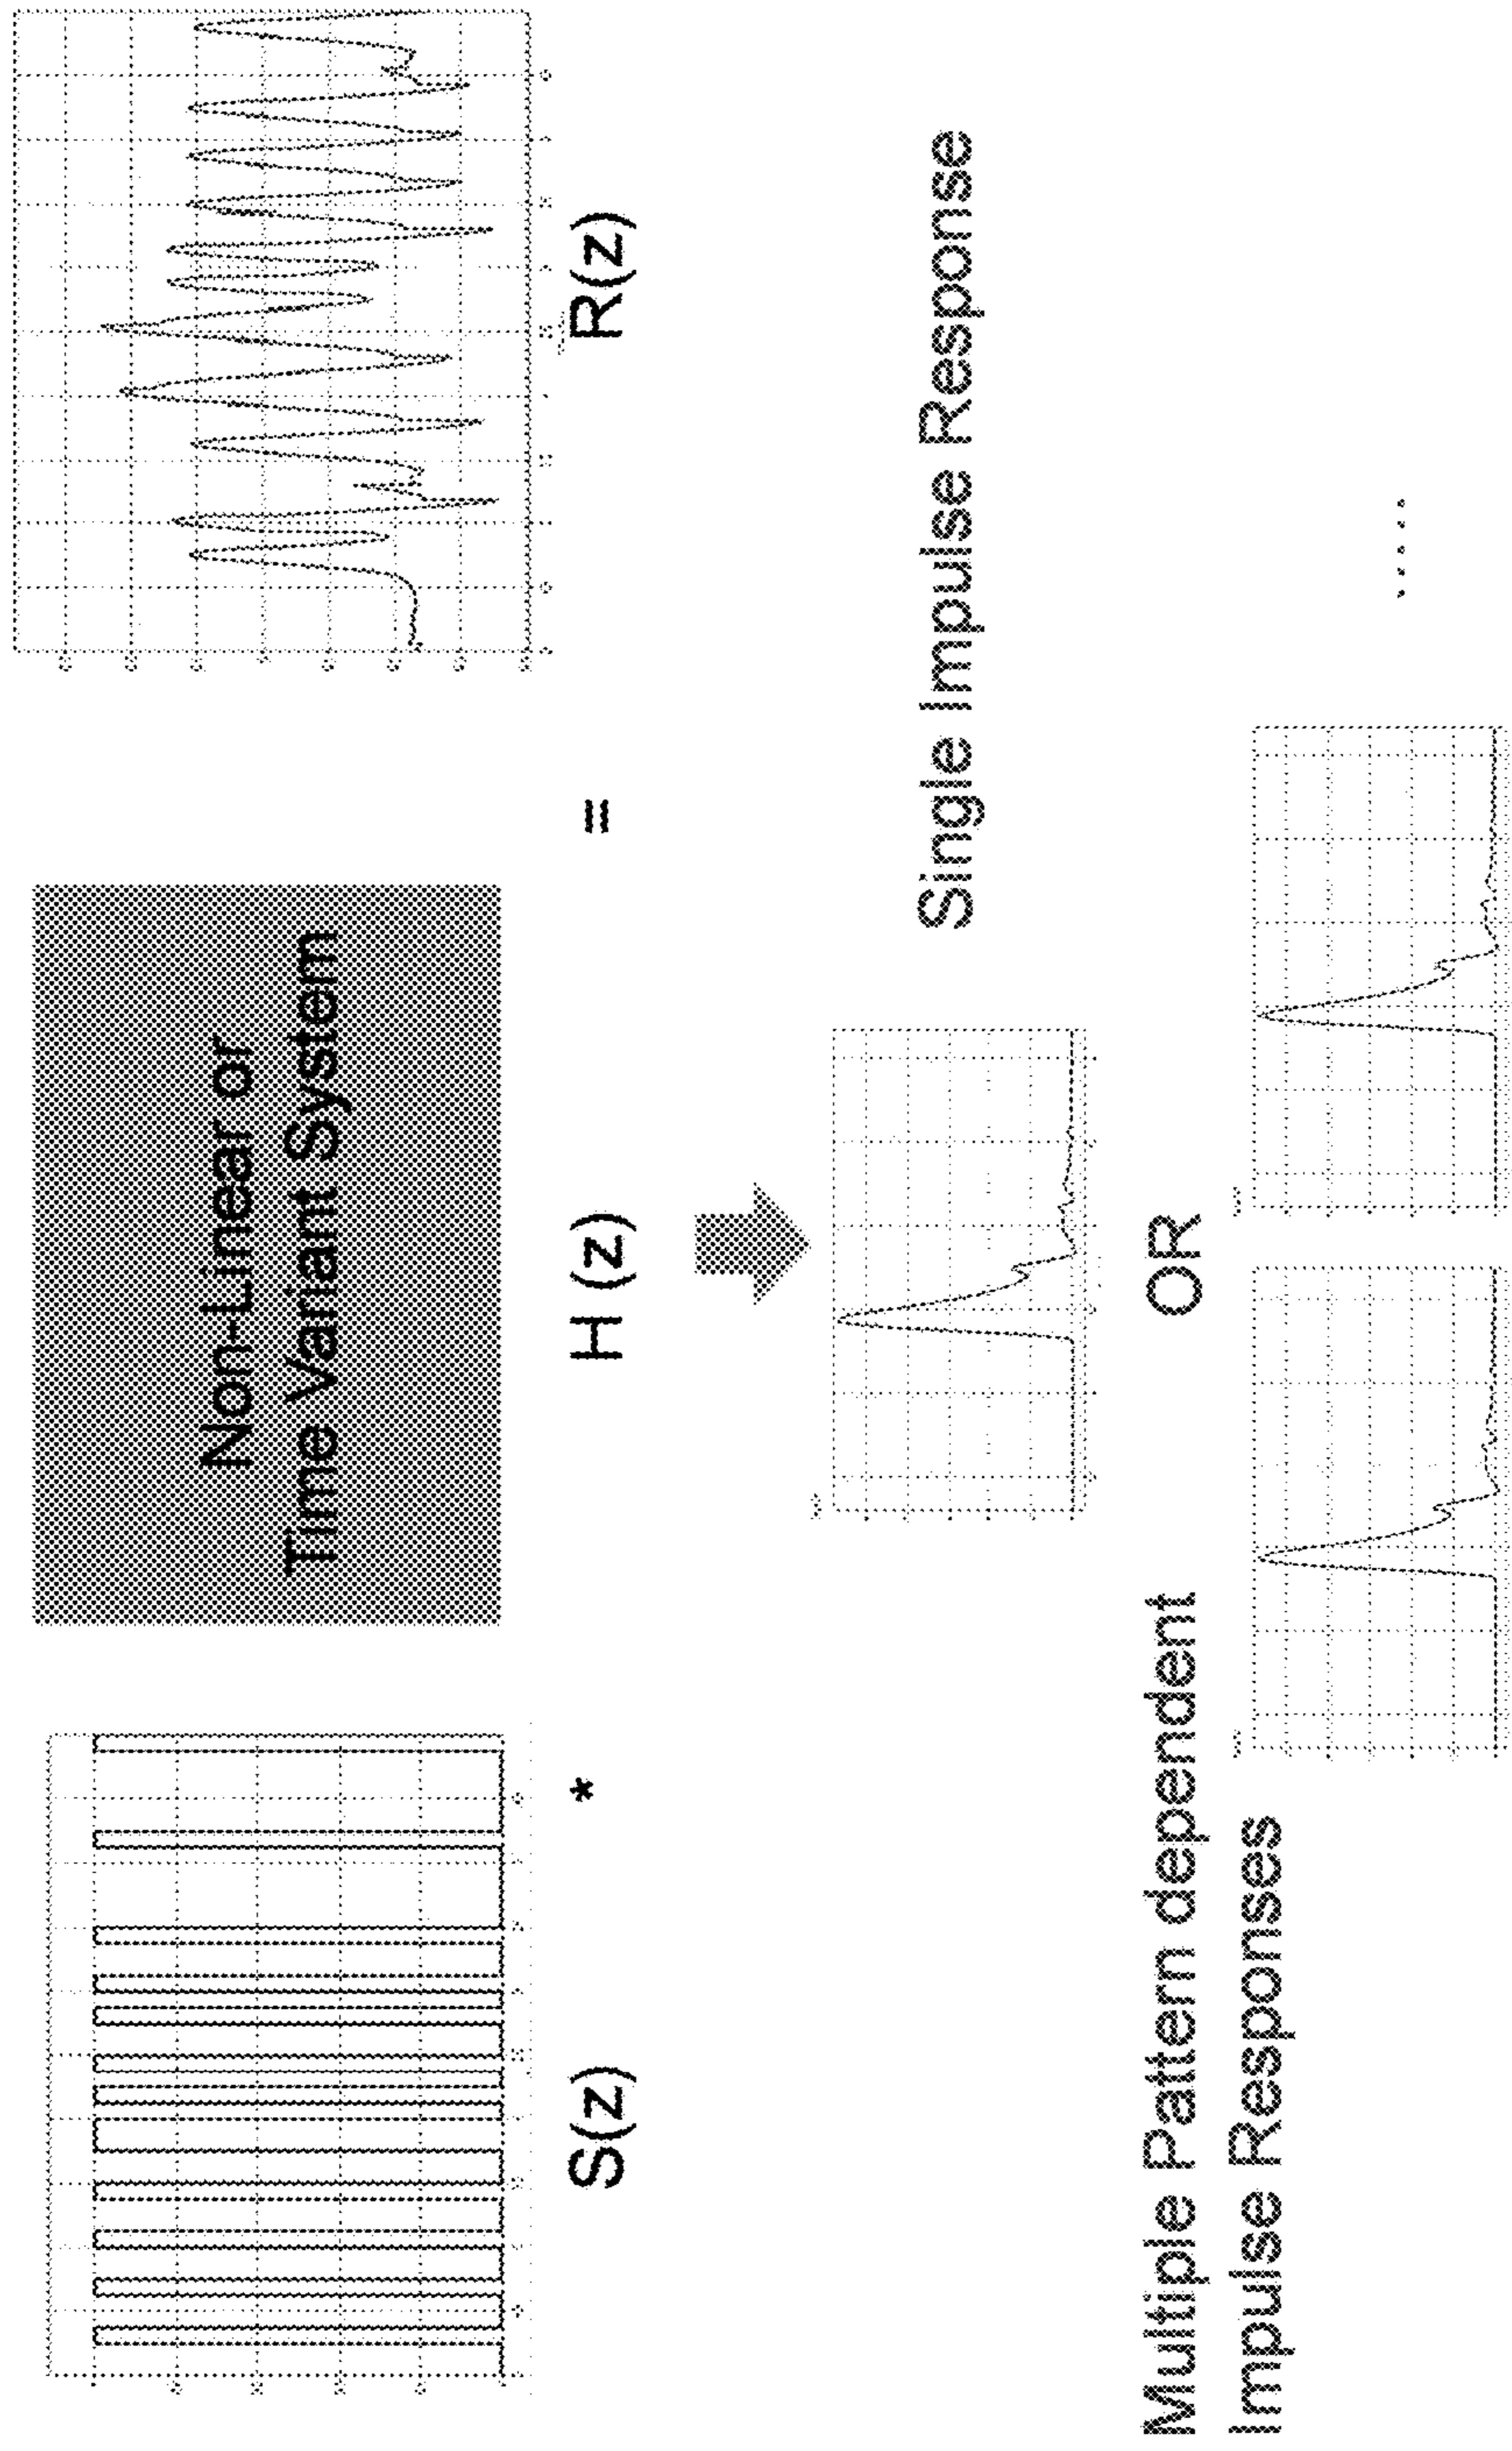 Non-Linear or
Time Variant System
S(z) * H (z) = R(z)
Single Impulse Response
OR
Multiple Pattern dependent
Impulse Responses
.....